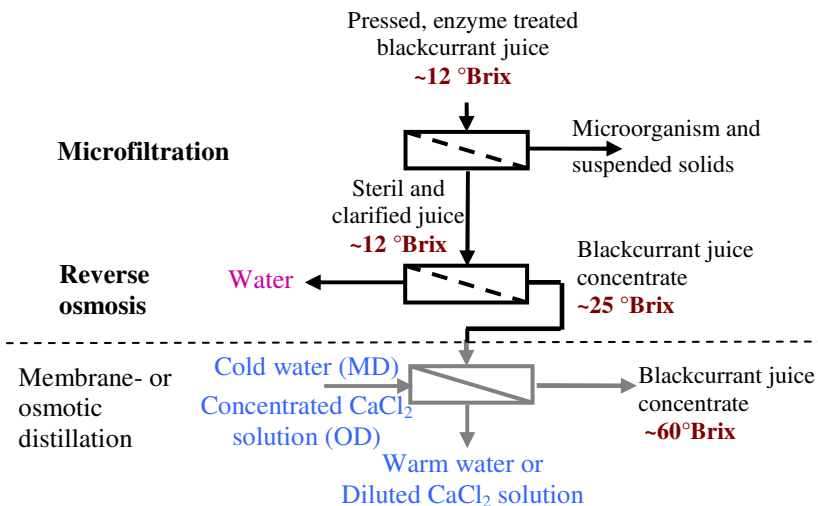 Pressed, enzyme treated
blackcurrant juice
~12 °Brix
Microfiltration
Microorganism and
suspended solids
Steril and
clarified juice
~12 °Brix
Reverse
osmosis
Water
Blackcurrant juice
concentrate
~25 °Brix
Membrane- or
osmotic
distillation
Cold water (MD)
Concentrated CaCl₂
solution (OD)
Blackcurrant juice
concentrate
~60°Brix
Warm water or
Diluted CaCl₂ solution